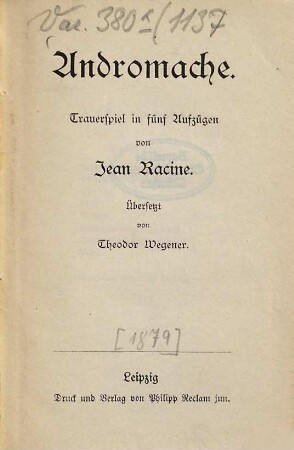 Var. 380 f / 1137
Andromache.
Trauerspiel in fünf Aufzügen
von
Jean Racine.
Übersetzt
von
Theodor Wegener.
[1879]
Leipzig
Druck und Verlag von Philipp Reclam jun.